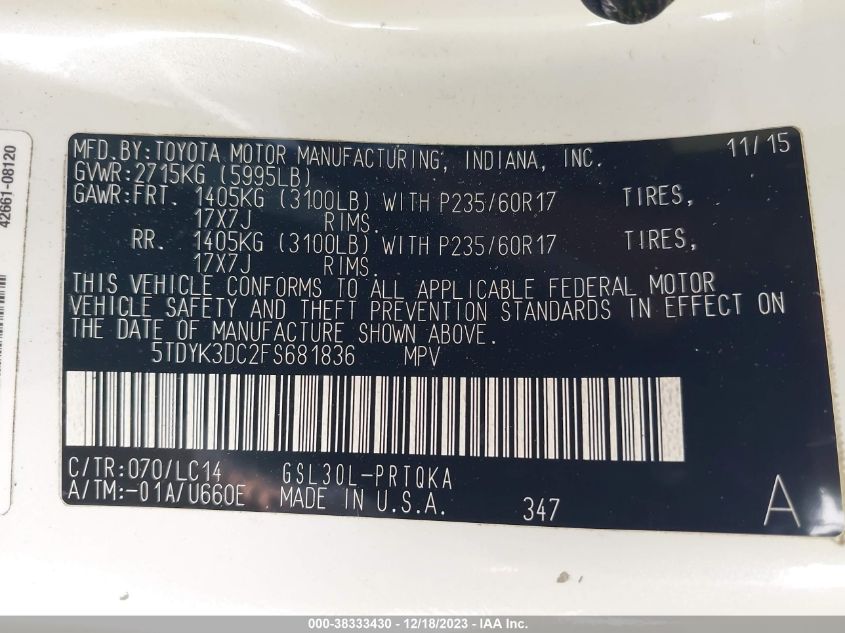 42661-08120
MFD.BY:TOYOTA MOTOR MANUFACTURING, INDIANA, INC. 11/15
GVWR:2715KG (5995LB)
GAWR:FRT. 1405KG (3100LB) WITH P235/60R17 TIRES,
17X7J RIMS.
RR. 1405KG (3100LB) WITH P235/60R17 TIRES,
17X7J RIMS.
THIS VEHICLE CONFORMS TO ALL APPLICABLE FEDERAL MOTOR
VEHICLE SAFETY AND THEFT PREVENTION STANDARDS IN EFFECT ON
THE DATE OF MANUFACTURE SHOWN ABOVE.
5TDYK3DC2FS681836 MPV
C/TR:070/LC14 GSL30L-PRTQKA
A/TM:-01A/U660E MADE IN U.S.A. 347 A
000-38333430 - 12/18/2023 - IAA Inc.